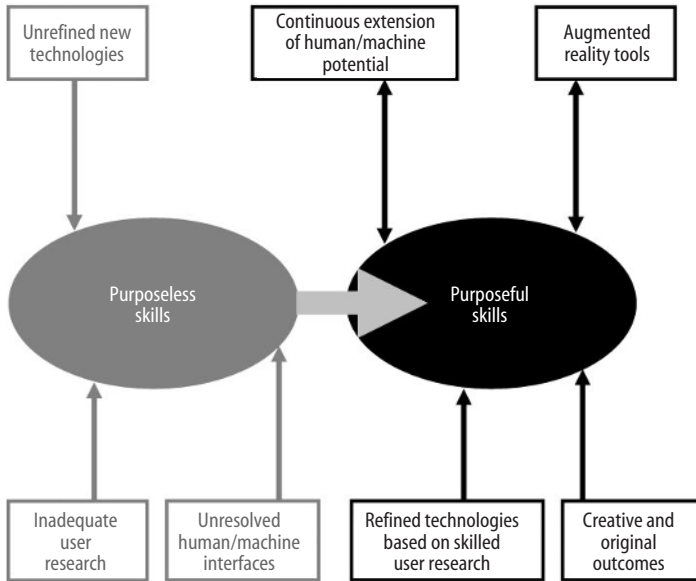 Unrefined new
technologies
Continuous extension
of human/machine
potential
Augmented
reality tools
Purposeless
skills
Purposeful
skills
Inadequate
user
research
Unresolved
human/machine
interfaces
Refined technologies
based on skilled
user research
Creative and
original
outcomes